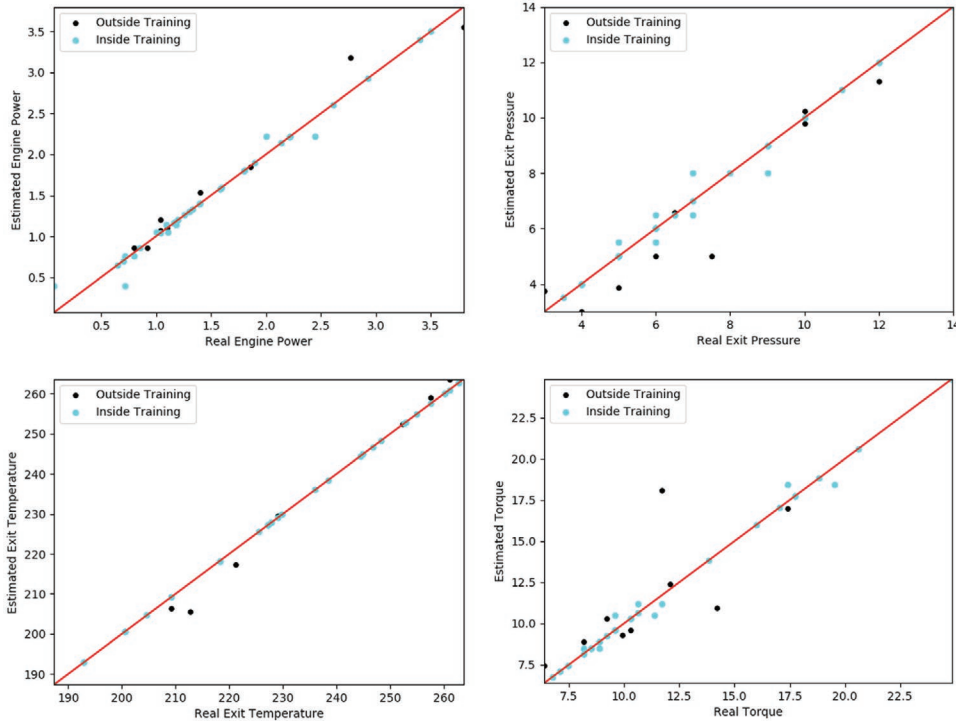 Outside Training
Inside Training
3.5
3.0
2.5
2.0
1.5
1.0
0.5
Estimated Engine Power
0.5 1.0 1.5 2.0 2.5 3.0 3.5
Real Engine Power
Outside Training
Inside Training
14
12
10
8
6
4
Estimated Exit Pressure
4 6 8 10 12 14
Real Exit Pressure
Outside Training
Inside Training
260
250
240
230
220
210
200
190
Estimated Exit Temperature
190 200 210 220 230 240 250 260
Real Exit Temperature
Outside Training
Inside Training
22.5
20.0
17.5
15.0
12.5
10.0
7.5
Estimated Torque
7.5 10.0 12.5 15.0 17.5 20.0 22.5
Real Torque